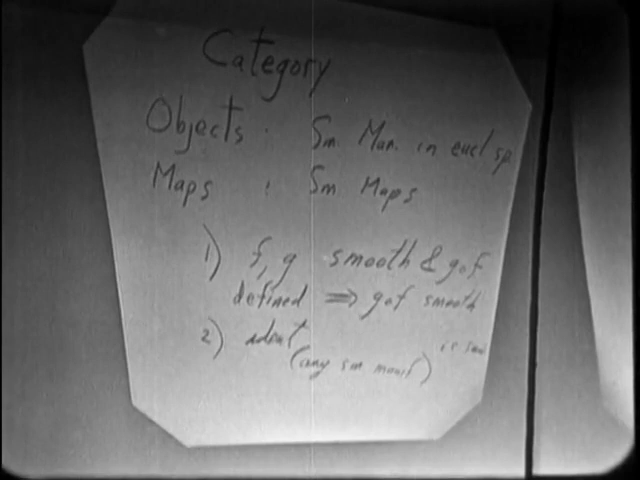 Category
Objects : Sm. Man. in eucl sp.
Maps : Sm Maps
1) f, g smooth & g∘f
defined ⇒ g∘f smooth
2) ident is
(any sm manif)